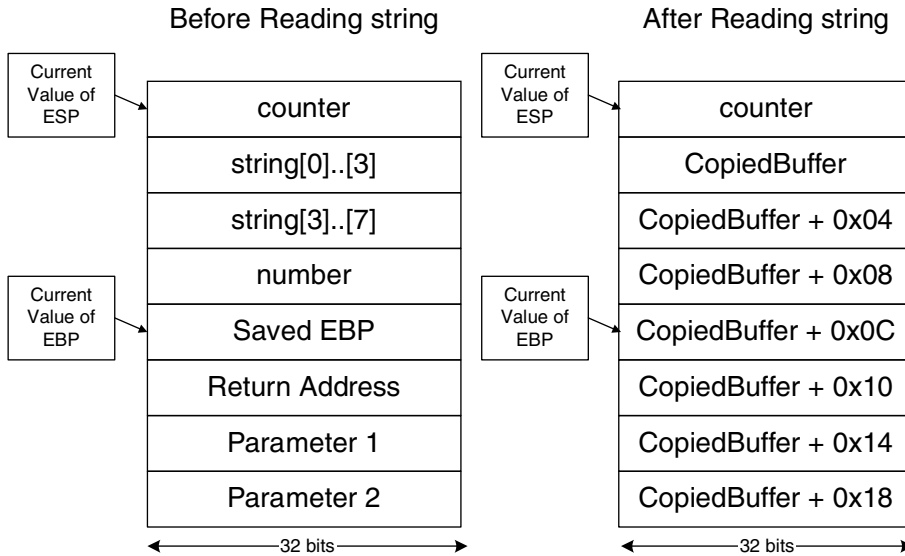 Before Reading string
After Reading string
Current
Value of
ESP
counter
string[0]..[3]
string[3]..[7]
number
Current
Value of
EBP
Saved EBP
Return Address
Parameter 1
Parameter 2
32 bits
Current
Value of
ESP
counter
CopiedBuffer
CopiedBuffer + 0x04
CopiedBuffer + 0x08
Current
Value of
EBP
CopiedBuffer + 0x0C
CopiedBuffer + 0x10
CopiedBuffer + 0x14
CopiedBuffer + 0x18
32 bits